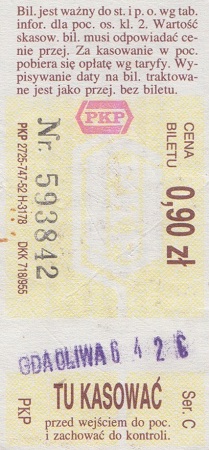 Bil. jest ważny do st. i p. o. wg tab.
infor. dla poc. os. kl. 2. Wartość
skasow. bil. musi odpowiadać ce-
nie przej. Za kasowanie w poc.
pobiera się opłatę wg taryfy. Wy-
pisywanie daty na bil. traktowa-
ne jest jako przej. bez biletu.
PKP 2725-747-52 H-3178 DKK 718/955
Nr. 593842
PKP
CENA
BILETU
0,90 zł
GDA OLIWA 6 4 2 6
PKP
TU KASOWAĆ
przed wejściem do poc.
i zachować do kontroli.
Ser. C